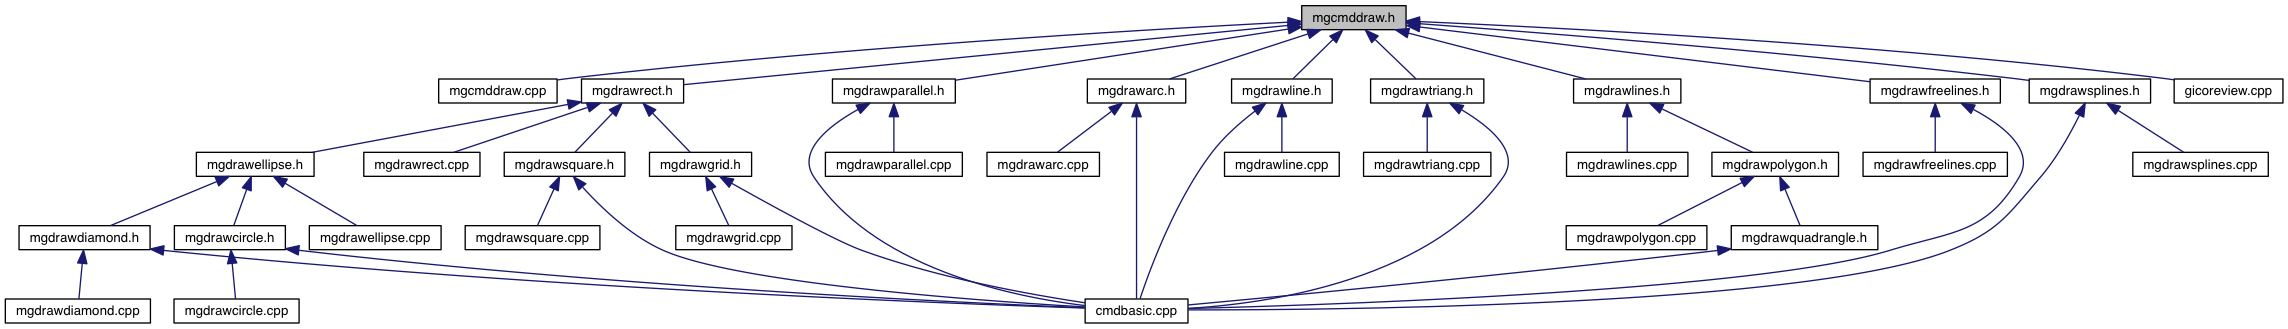 mgcmddraw.h
mgcmddraw.cpp
mgdrawrect.h
mgdrawparallel.h
mgdrawarc.h
mgdrawline.h
mgdrawtriang.h
mgdrawlines.h
mgdrawfreelines.h
mgdrawsplines.h
gicoreview.cpp
mgdrawellipse.h
mgdrawrect.cpp
mgdrawsquare.h
mgdrawgrid.h
mgdrawparallel.cpp
mgdrawarc.cpp
mgdrawline.cpp
mgdrawtriang.cpp
mgdrawlines.cpp
mgdrawpolygon.h
mgdrawfreelines.cpp
mgdrawsplines.cpp
mgdrawdiamond.h
mgdrawcircle.h
mgdrawellipse.cpp
mgdrawsquare.cpp
mgdrawgrid.cpp
mgdrawpolygon.cpp
mgdrawquadrangle.h
mgdrawdiamond.cpp
mgdrawcircle.cpp
cmdbasic.cpp